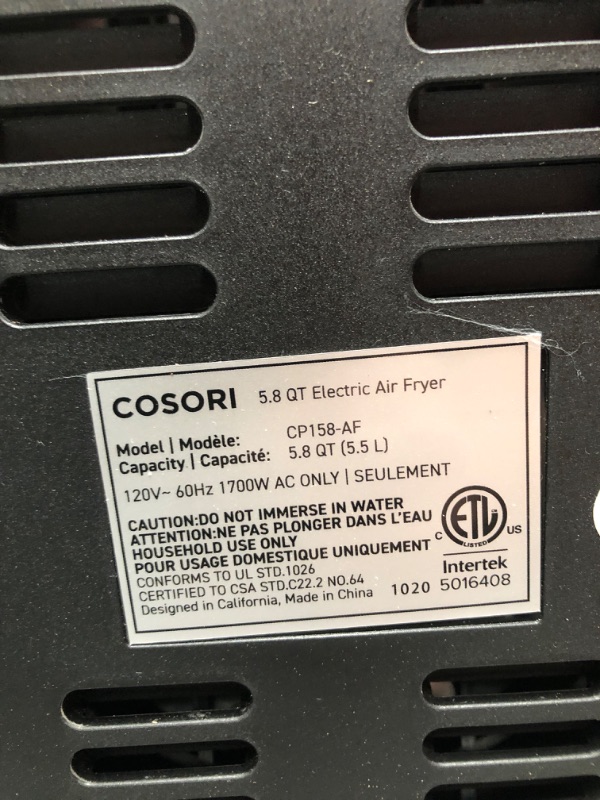 COSORI 5.8 QT Electric Air Fryer
Model | Modèle: CP158-AF
Capacity | Capacité: 5.8 QT (5.5 L)
120V~ 60Hz 1700W AC ONLY | SEULEMENT
CAUTION:DO NOT IMMERSE IN WATER
ATTENTION:NE PAS PLONGER DANS L'EAU
HOUSEHOLD USE ONLY
POUR USAGE DOMESTIQUE UNIQUEMENT
CONFORMS TO UL STD.1026
CERTIFIED TO CSA STD.C22.2 NO.64
Designed in California, Made in China 1020
C ETL US
LISTED
Intertek
5016408